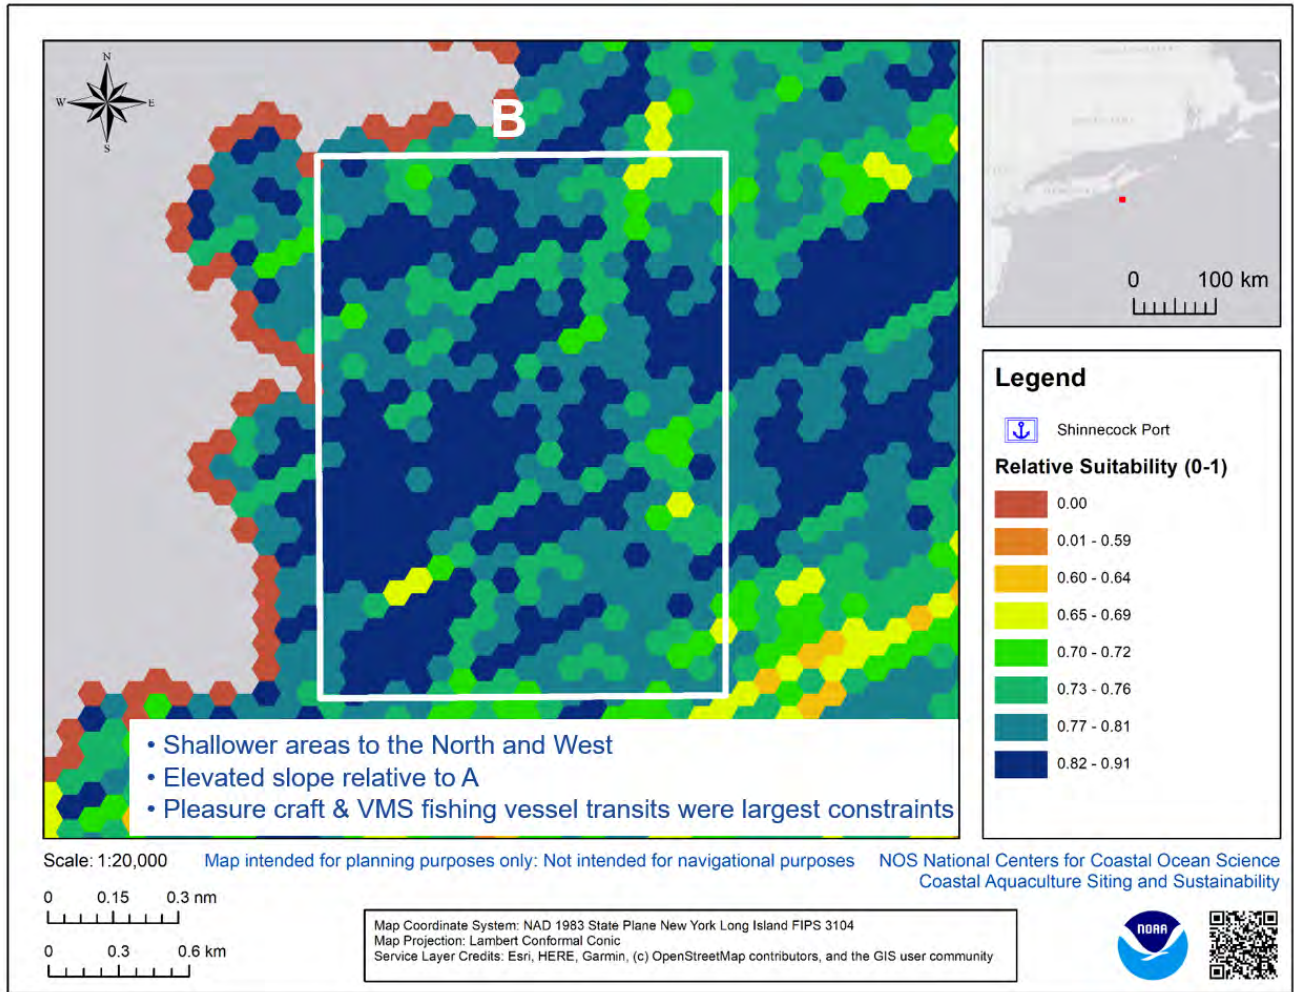 N
W
E
S
B
0 100 km
Legend
Shinnecock Port
Relative Suitability (0-1)
0.00
0.01 - 0.59
0.60 - 0.64
0.65 - 0.69
0.70 - 0.72
0.73 - 0.76
0.77 - 0.81
0.82 - 0.91
• Shallower areas to the North and West
• Elevated slope relative to A
• Pleasure craft & VMS fishing vessel transits were largest constraints
Scale: 1:20,000
Map intended for planning purposes only: Not intended for navigational purposes
NOS National Centers for Coastal Ocean Science
Coastal Aquaculture Siting and Sustainability
0 0.15 0.3 nm
0 0.3 0.6 km
Map Coordinate System: NAD 1983 State Plane New York Long Island FIPS 3104
Map Projection: Lambert Conformal Conic
Service Layer Credits: Esri, HERE, Garmin, (c) OpenStreetMap contributors, and the GIS user community
NOAA